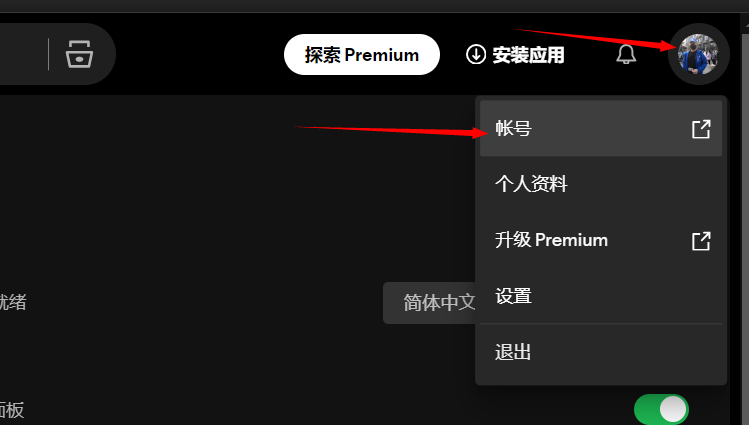 探索 Premium
安装应用
帐号
个人资料
升级 Premium
设置
退出
就绪
简体中文
面板